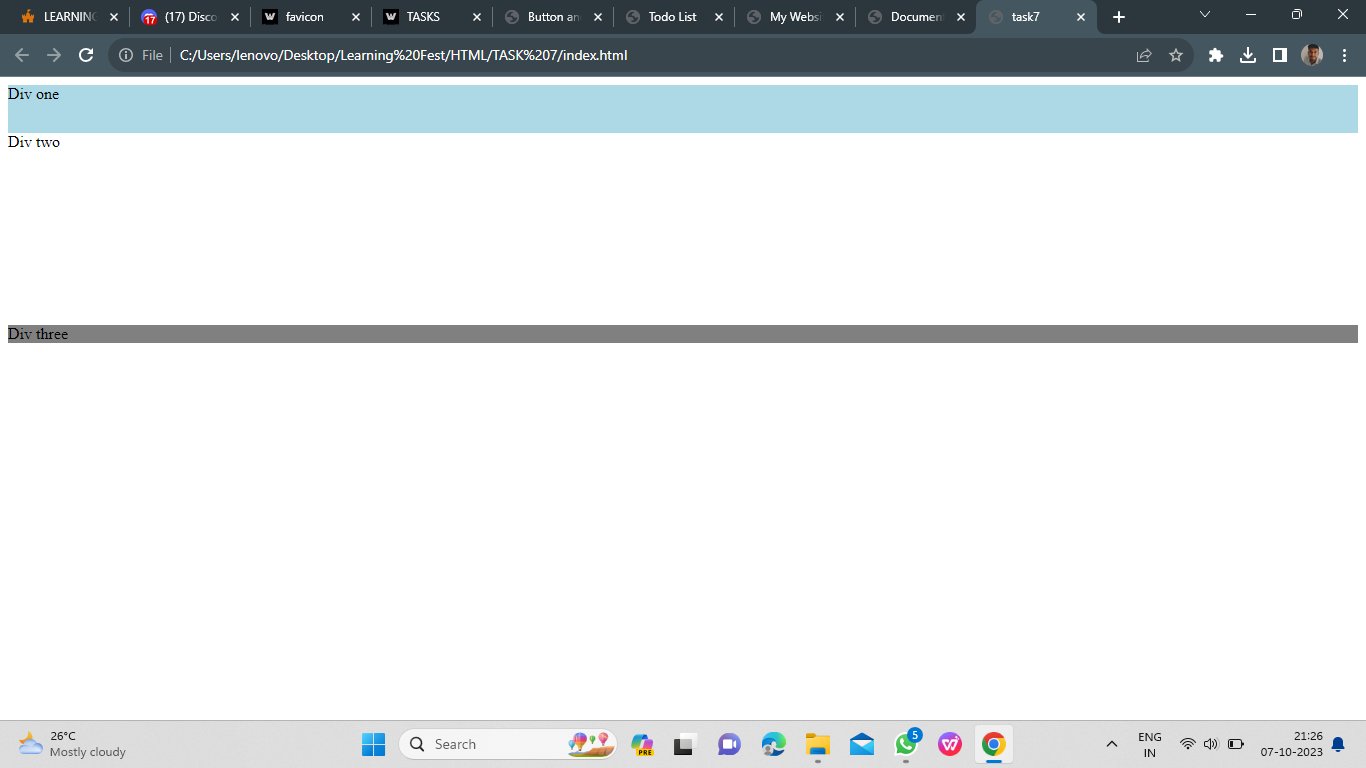 LEARNING
(17) Disco
favicon
TASKS
Button an
Todo List
My Websi
Document
task7
File
C:/Users/lenovo/Desktop/Learning%20Fest/HTML/TASK%207/index.html
Div one
Div two
Div three
26°C
Mostly cloudy
Search
PRE
5
ENG
IN
21:26
07-10-2023